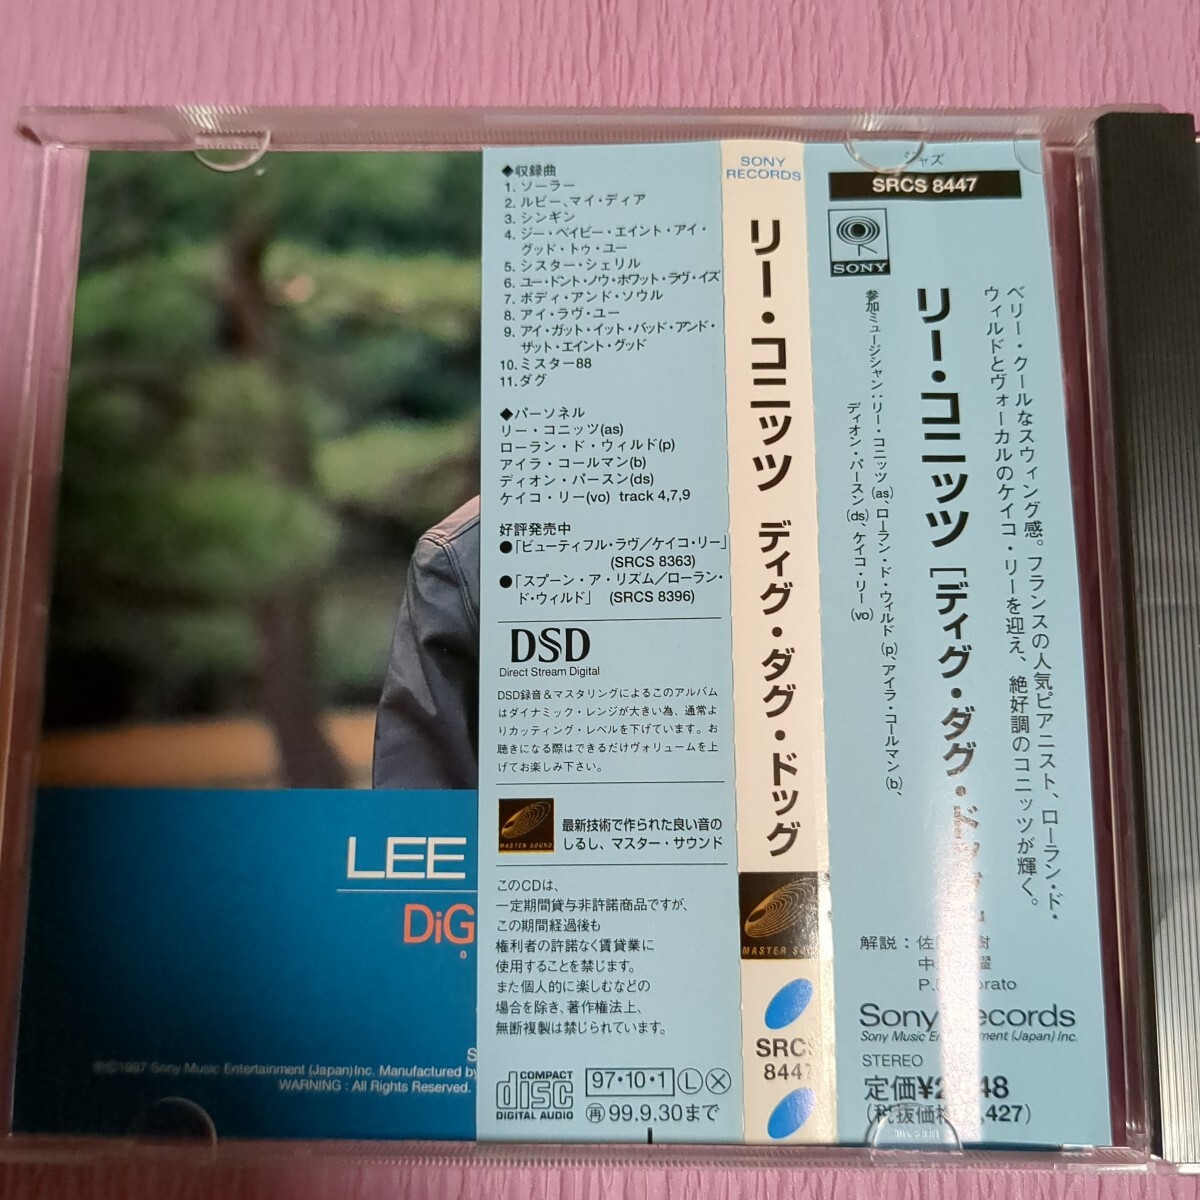 ◆収録曲
1. ソーラー
2. ルビー、マイ・ディア
3. シンギン
4. ジー・ベイビー・エイント・アイ・
グッド・トゥ・ユー
5. シスター・シェリル
6. ユー・ドント・ノウ・ホワット・ラヴ・イズ
7. ボディ・アンド・ソウル
8. アイ・ラヴ・ユー
9. アイ・ガット・イット・バッド・アンド・
ザット・エイント・グッド
10. ミスター88
11. ダグ
◆パーソネル
リー・コニッツ(as)
ローラン・ド・ウィルド(p)
アイラ・コールマン(b)
ディオン・パースン(ds)
ケイコ・リー(vo) track 4,7,9
好評発売中
●「ビューティフル・ラヴ/ケイコ・リー」
(SRCS 8363)
●「スプーン・ア・リズム/ローラン・
ド・ウィルド」 (SRCS 8396)
DSD
Direct Stream Digital
DSD録音&マスタリングによるこのアルバム
はダイナミック・レンジが大きい為、通常よ
りカッティング・レベルを下げています。お
聴きになる際はできるだけヴォリュームを上
げてお楽しみ下さい。
MASTER SOUND
最新技術で作られた良い音の
しるし、マスター・サウンド
このCDは、
一定期間貸与非許諾商品ですが、
この期間経過後も
権利者の許諾なく賃貸業に
使用することを禁じます。
また個人的に楽しむなどの
場合を除き、著作権法上、
無断複製は禁じられています。
COMPACT
disc
DIGITAL AUDIO
97・10・1 Ⓛ Ⓧ
㊢99.9.30まで
SONY
RECORDS
リー・コニッツ ディグ・ダグ・ドッグ
MASTER SOUND
SRCS
8447
ジャズ
SRCS 8447
SONY
ベリー・クールなスウィング感。フランスの人気ピアニスト、ローラン・ド・
ウィルドとヴォーカルのケイコ・リーを迎え、絶好調のコニッツが輝く。
リー・コニッツ [ディグ・ダグ・ドッグ]
参加ミュージシャン：リー・コニッツ(as)、ローラン・ド・ウィルド(p)、アイラ・コールマン(b)、
ディオン・パースン(ds)、ケイコ・リー(vo)
解説：佐 樹
中
P.
Sony Records
Sony Music Entertainment (Japan) Inc.
STEREO
定価¥2, 48
(税抜価格 ,427)
LEE
DiG
℗©1997 Sony Music Entertainment (Japan) Inc. Manufactured by
WARNING : All Rights Reserved.